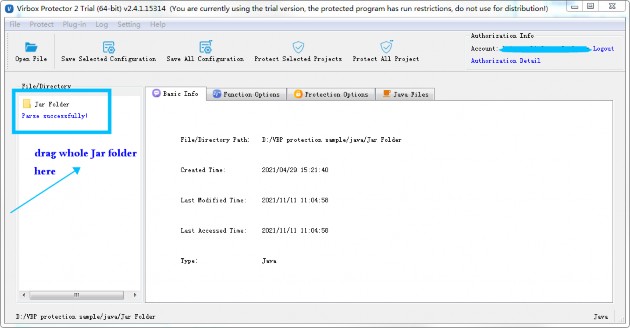 Virbox Protector 2 Trial (64-bit) v2.4.1.15314 (You are currently using the trial version, the protected program has run restrictions, do not use for distribution!)
File Protect Plug-in Log Setting Help
Open File
Save Selected Configuration
Save All Configuration
Protect Selected Projects
Protect All Project
Authorization Info
Account: Logout
Authorization Detail
File/Directory
Jar Folder
Parse successfully!
drag whole Jar folder
here
Basic Info
Function Options
Protection Options
Java Files
File/Directory Path: D:/VBP protection sample/java/Jar Folder
Created Time: 2021/04/29 15:21:40
Last Modified Time: 2021/11/11 11:04:58
Last Accessed Time: 2021/11/11 11:04:58
Type: Java
D:/VBP protection sample/java/Jar Folder
Java